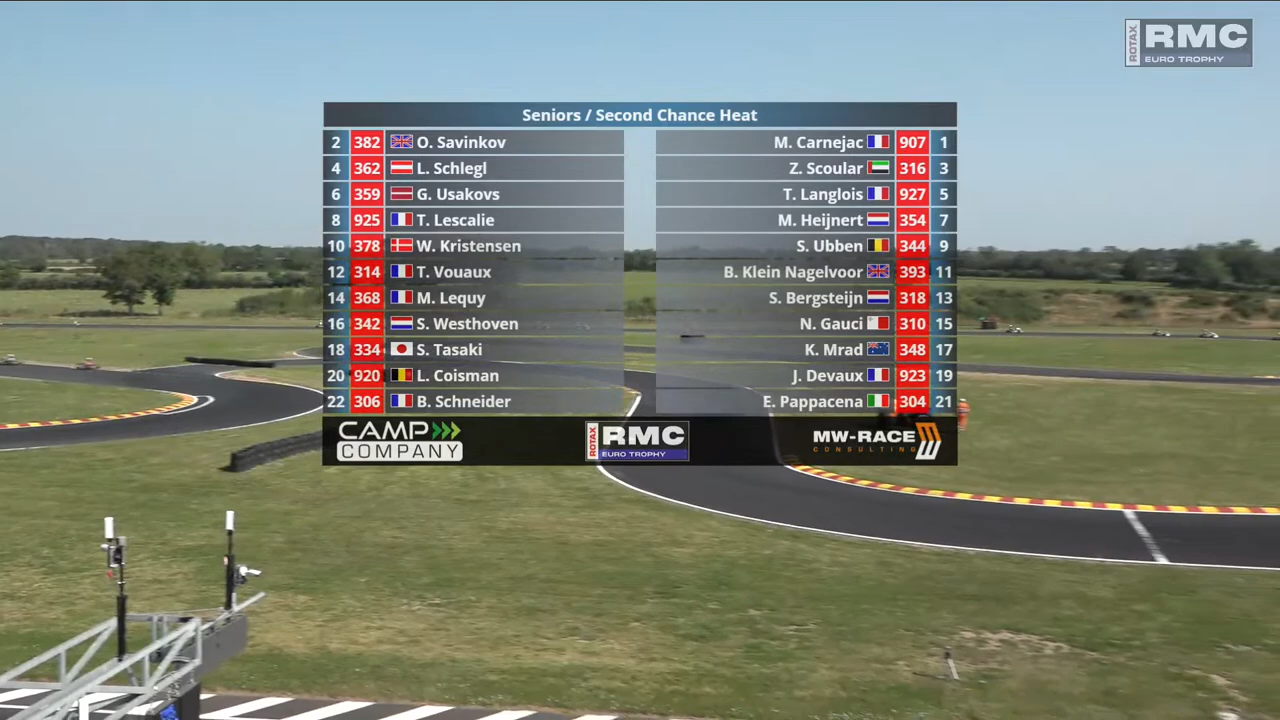 ROTAX RMC
EURO TROPHY
Seniors / Second Chance Heat
2 382 O. Savinkov M. Carnejac 907 1
4 362 L. Schlegl Z. Scoular 316 3
6 359 G. Usakovs T. Langlois 927 5
8 925 T. Lescalie M. Heijnert 354 7
10 378 W. Kristensen S. Ubben 344 9
12 314 T. Vouaux B. Klein Nagelvoor 393 11
14 368 M. Lequy S. Bergsteijn 318 13
16 342 S. Westhoven N. Gauci 310 15
18 334 S. Tasaki K. Mrad 348 17
20 920 L. Coisman J. Devaux 923 19
22 306 B. Schneider E. Pappacena 304 21
CAMP COMPANY
ROTAX RMC EURO TROPHY
MW-RACE CONSULTING